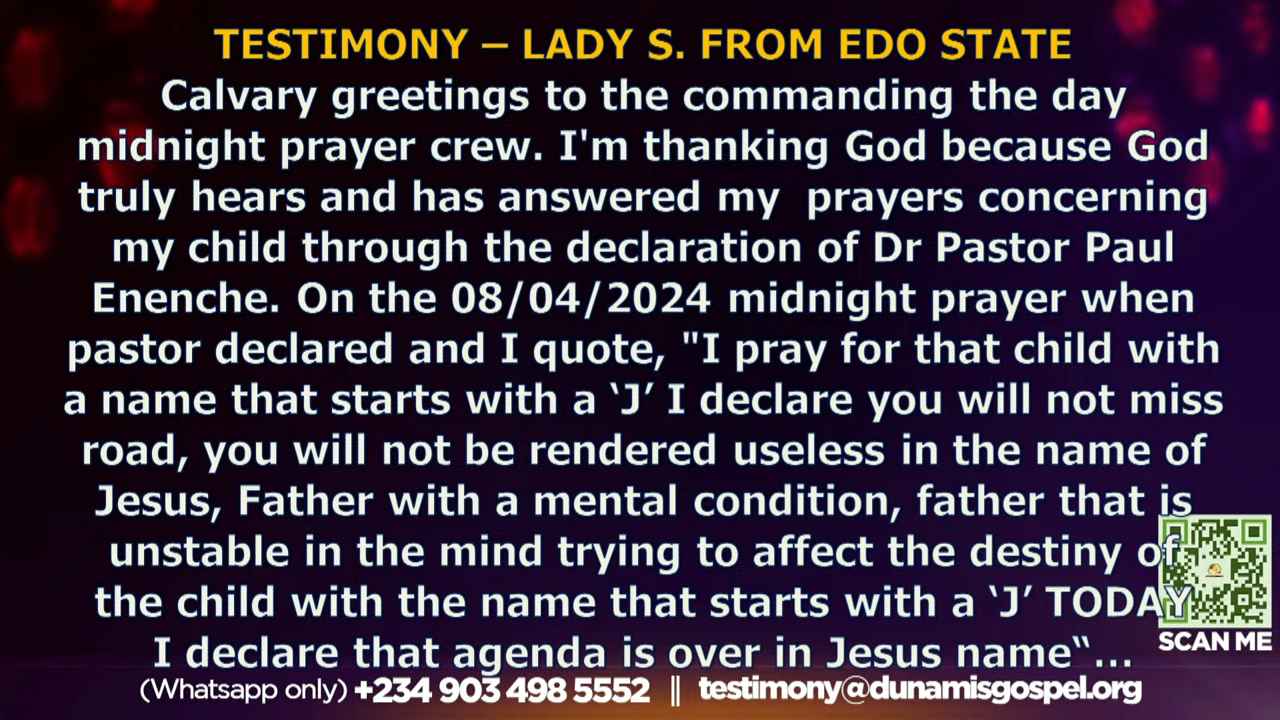 TESTIMONY – LADY S. FROM EDO STATE
Calvary greetings to the commanding the day
midnight prayer crew. I'm thanking God because God
truly hears and has answered my  prayers concerning
my child through the declaration of Dr Pastor Paul
Enenche. On the 08/04/2024 midnight prayer when
pastor declared and I quote, "I pray for that child with
a name that starts with a ‘J’ I declare you will not miss
road, you will not be rendered useless in the name of
Jesus, Father with a mental condition, father that is
unstable in the mind trying to affect the destiny of
the child with the name that starts with a ‘J’ TODAY
I declare that agenda is over in Jesus name“...
SCAN ME
(Whatsapp only) +234 903 498 5552 || testimony@dunamisgospel.org